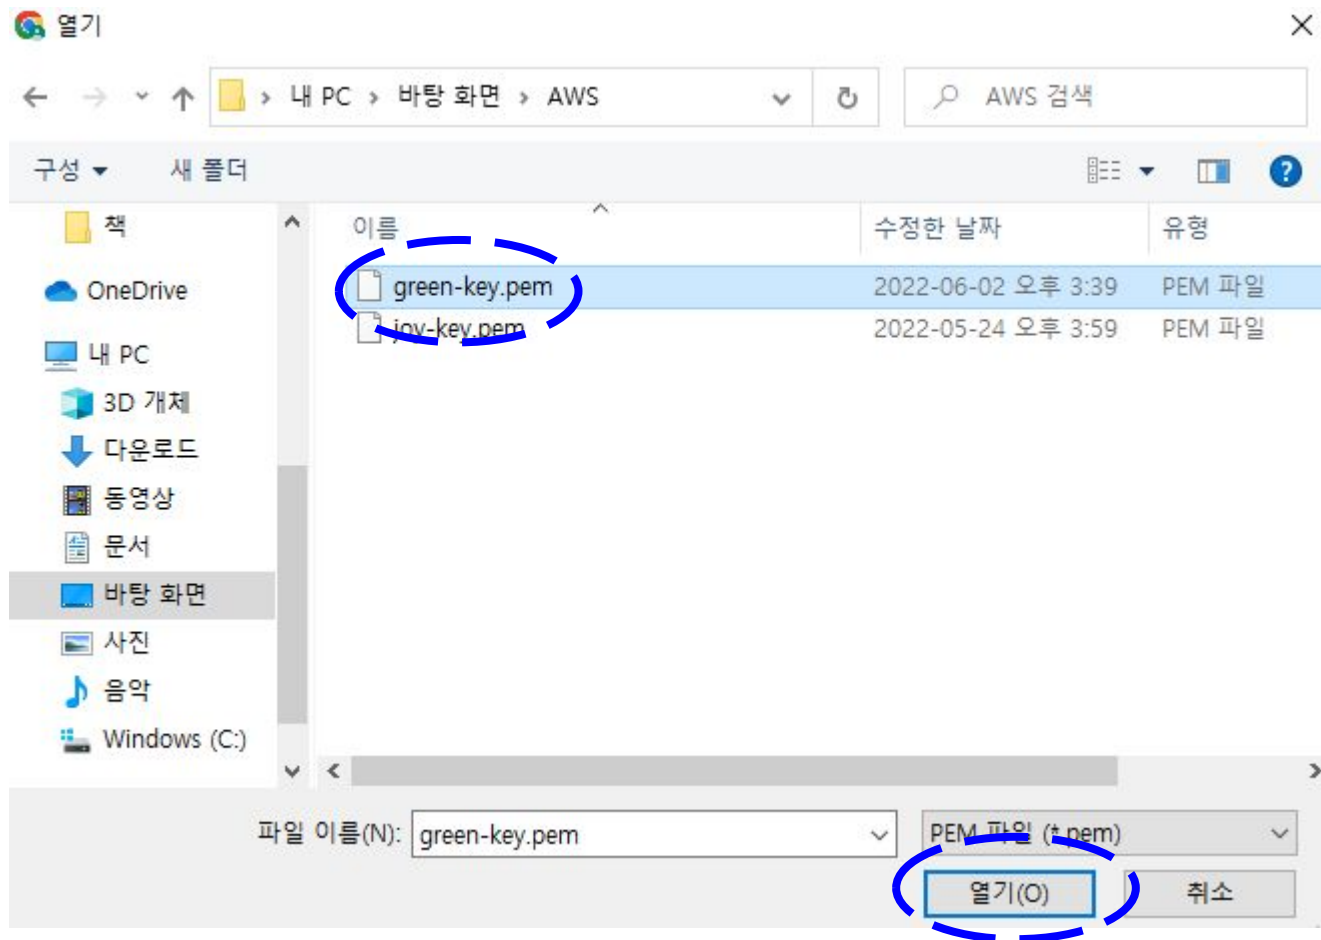 열기
내 PC > 바탕 화면 > AWS
AWS 검색
구성
새 폴더
책
OneDrive
내 PC
3D 개체
다운로드
동영상
문서
바탕 화면
사진
음악
Windows (C:)
이름 수정한 날짜 유형
green-key.pem 2022-06-02 오후 3:39 PEM 파일
joy-key.pem 2022-05-24 오후 3:59 PEM 파일
파일 이름(N): green-key.pem
PEM 파일 (*.pem)
열기(O)
취소